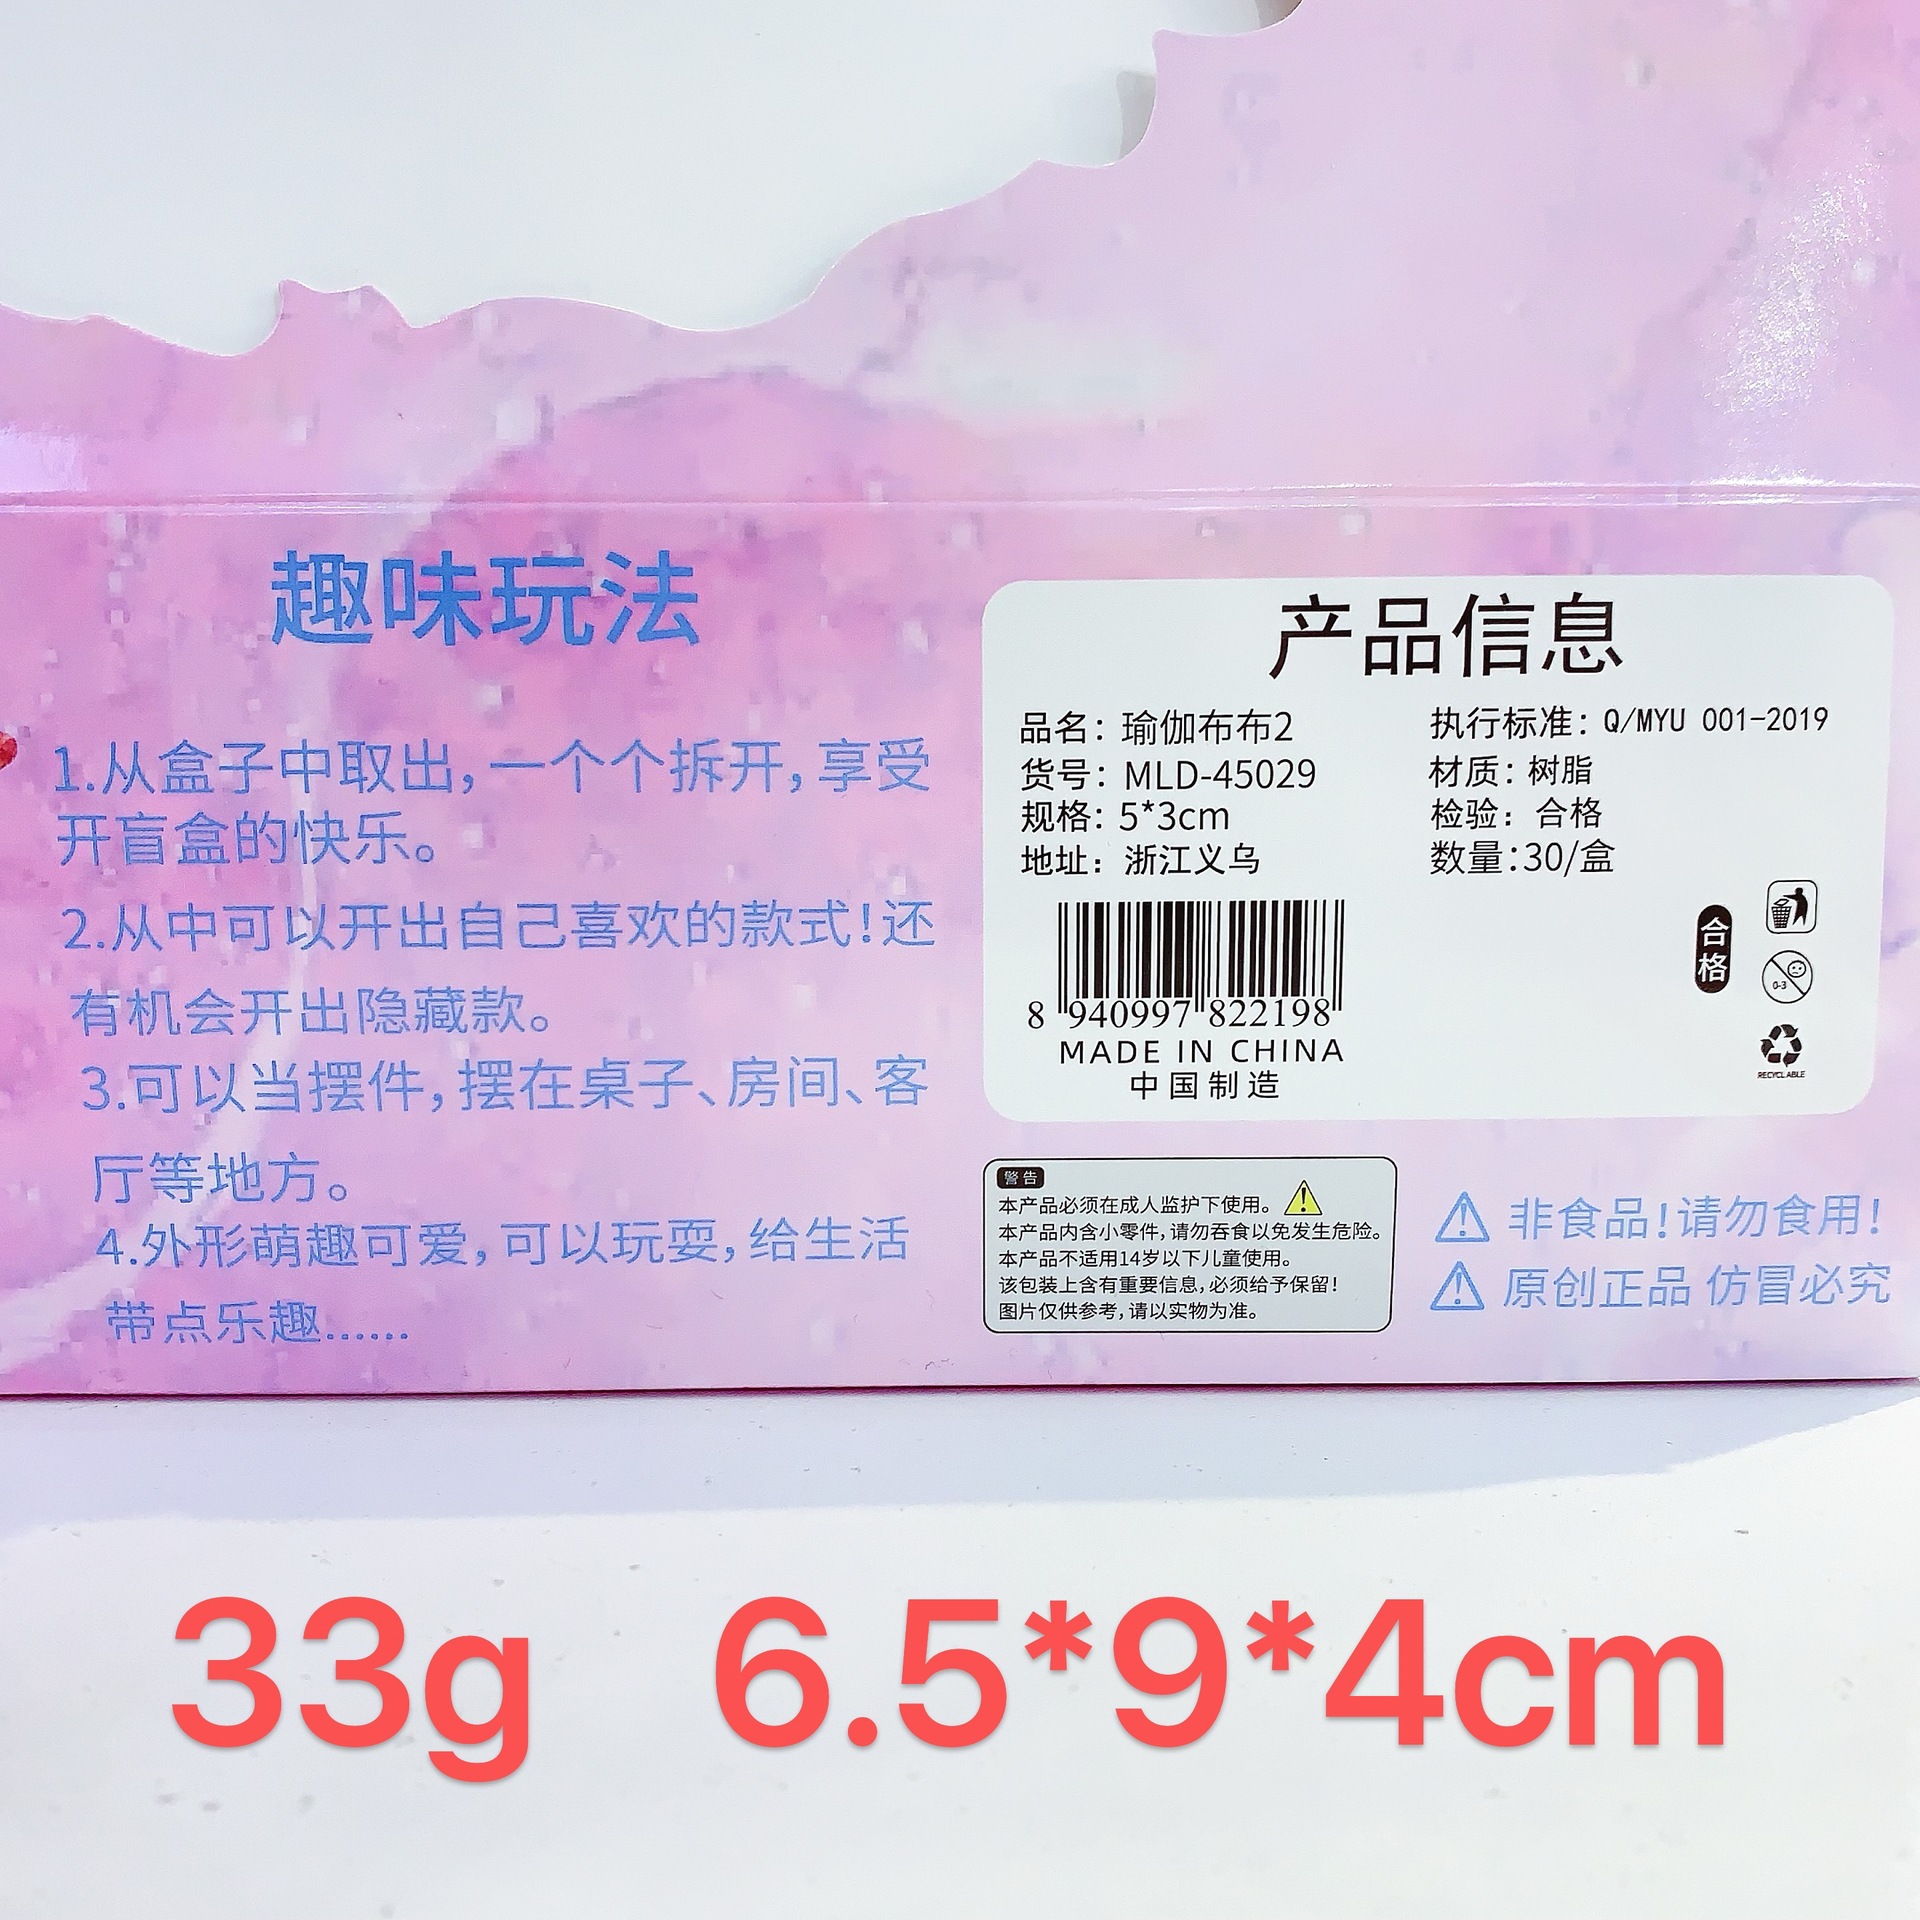 趣味玩法
1.从盒子中取出，一个个拆开，享受
开盲盒的快乐。
2.从中可以开出自己喜欢的款式！还
有机会开出隐藏款。
3.可以当摆件，摆在桌子、房间、客
厅等地方。
4.外形萌趣可爱，可以玩耍，给生活
带点乐趣......
产品信息
品名：瑜伽布布2
货号：MLD-45029
规格：5*3cm
地址：浙江义乌
执行标准：Q/MYU 001-2019
材质：树脂
检验：合格
数量：30/盒
8 940997 822198
MADE IN CHINA
中国制造
合格
0-3
RECYCLABLE
警告
本产品必须在成人监护下使用。
本产品内含小零件，请勿吞食以免发生危险。
本产品不适用14岁以下儿童使用。
该包装上含有重要信息，必须给予保留！
图片仅供参考，请以实物为准。
非食品！请勿食用！
原创正品 仿冒必究
33g 6.5*9*4cm